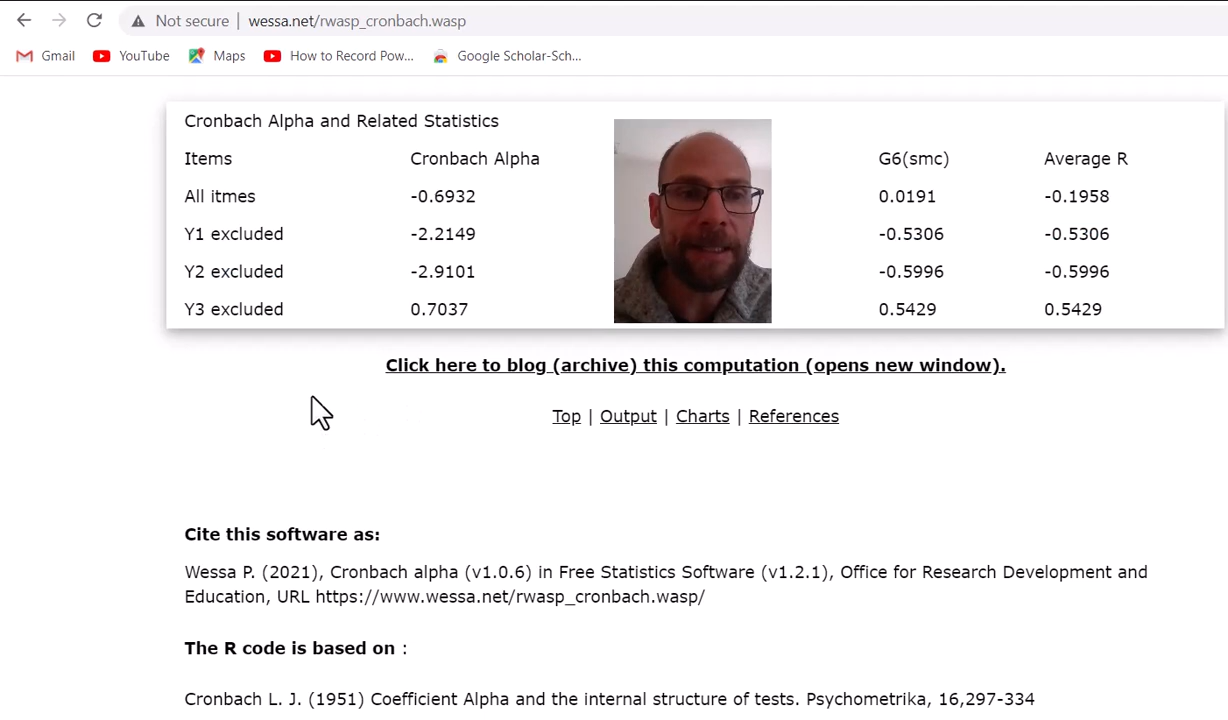 Not secure | wessa.net/rwasp_cronbach.wasp
Gmail YouTube Maps How to Record Pow... Google Scholar-Sch...
Cronbach Alpha and Related Statistics
Items Cronbach Alpha G6(smc) Average R
All itmes -0.6932 0.0191 -0.1958
Y1 excluded -2.2149 -0.5306 -0.5306
Y2 excluded -2.9101 -0.5996 -0.5996
Y3 excluded 0.7037 0.5429 0.5429
Click here to blog (archive) this computation (opens new window).
Top | Output | Charts | References
Cite this software as:
Wessa P. (2021), Cronbach alpha (v1.0.6) in Free Statistics Software (v1.2.1), Office for Research Development and
Education, URL https://www.wessa.net/rwasp_cronbach.wasp/
The R code is based on :
Cronbach L. J. (1951) Coefficient Alpha and the internal structure of tests. Psychometrika, 16,297-334